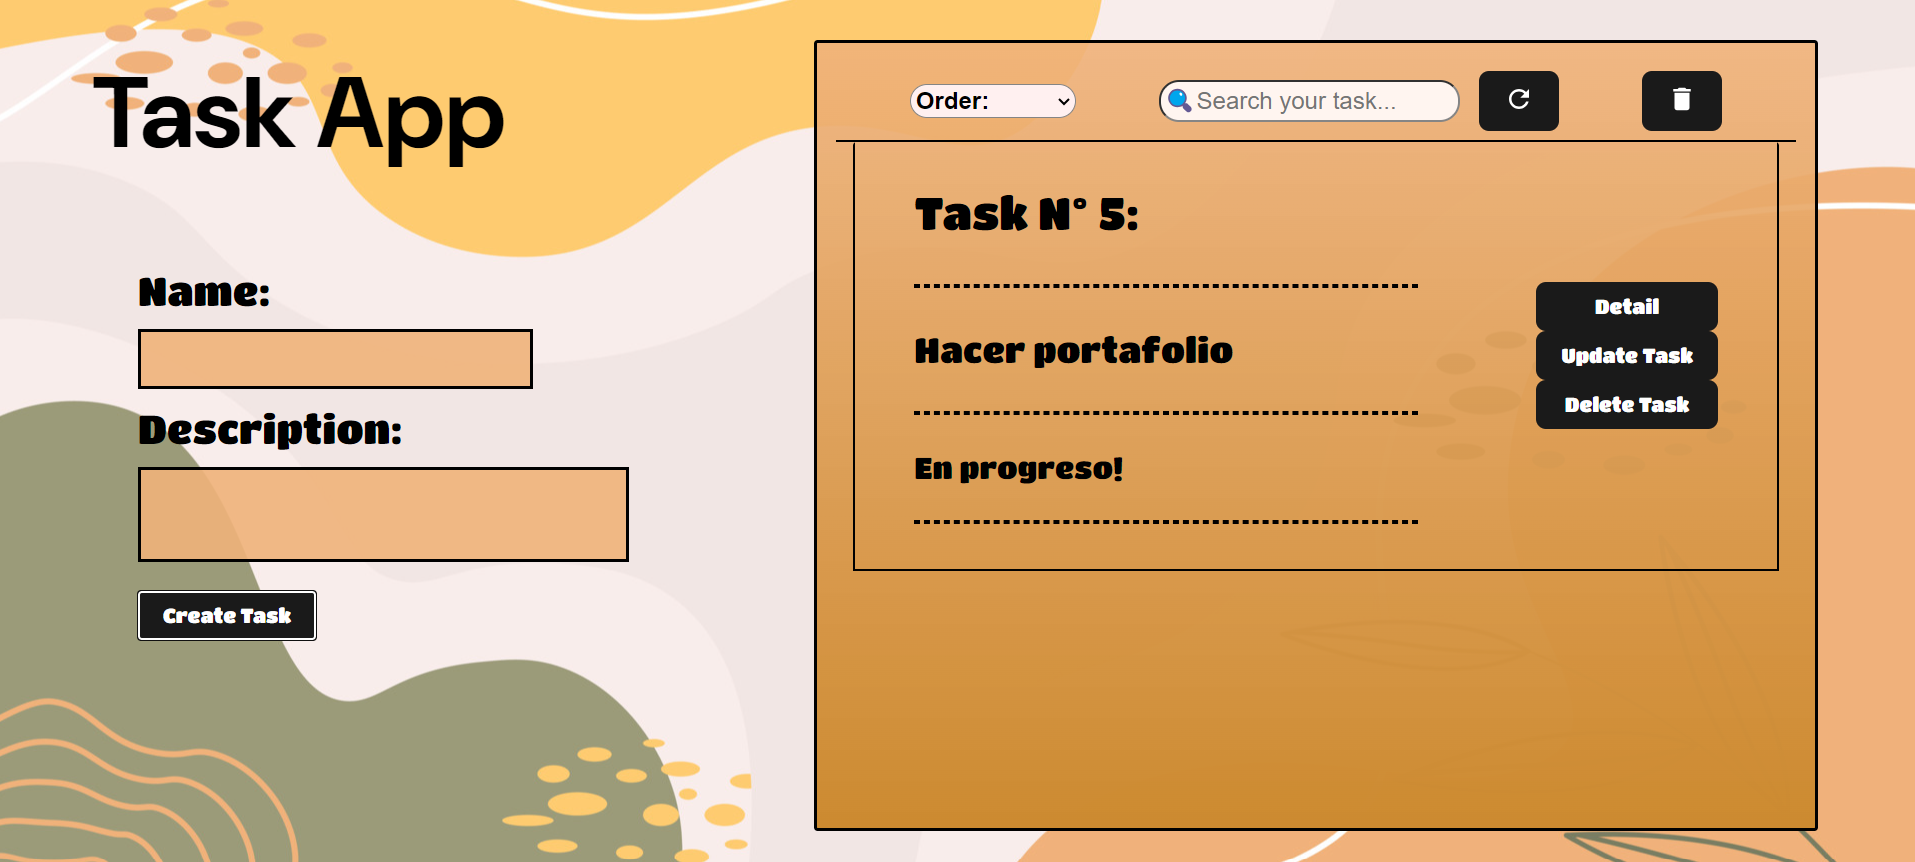 Task App
Name:
Description:
Create Task
Order:
Search your task...
Task N° 5:
Hacer portafolio
En progreso!
Detail
Update Task
Delete Task